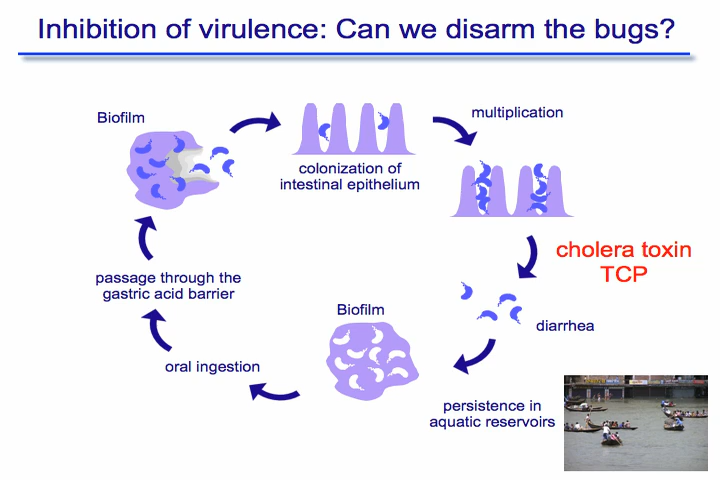 Inhibition of virulence: Can we disarm the bugs?
Biofilm
colonization of
intestinal epithelium
multiplication
cholera toxin
TCP
diarrhea
persistence in
aquatic reservoirs
Biofilm
oral ingestion
passage through the
gastric acid barrier